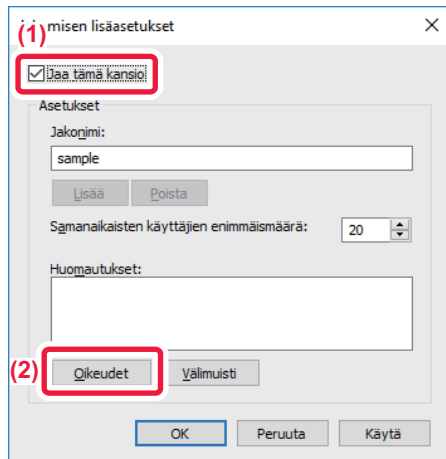 (1)
misen lisäasetukset
Jaa tämä kansio
Asetukset
Jakonimi:
sample
Lisää Poista
Samanaikaisten käyttäjien enimmäismäärä: 20
Huomautukset:
(2) Oikeudet Välimuisti
OK Peruuta Käytä